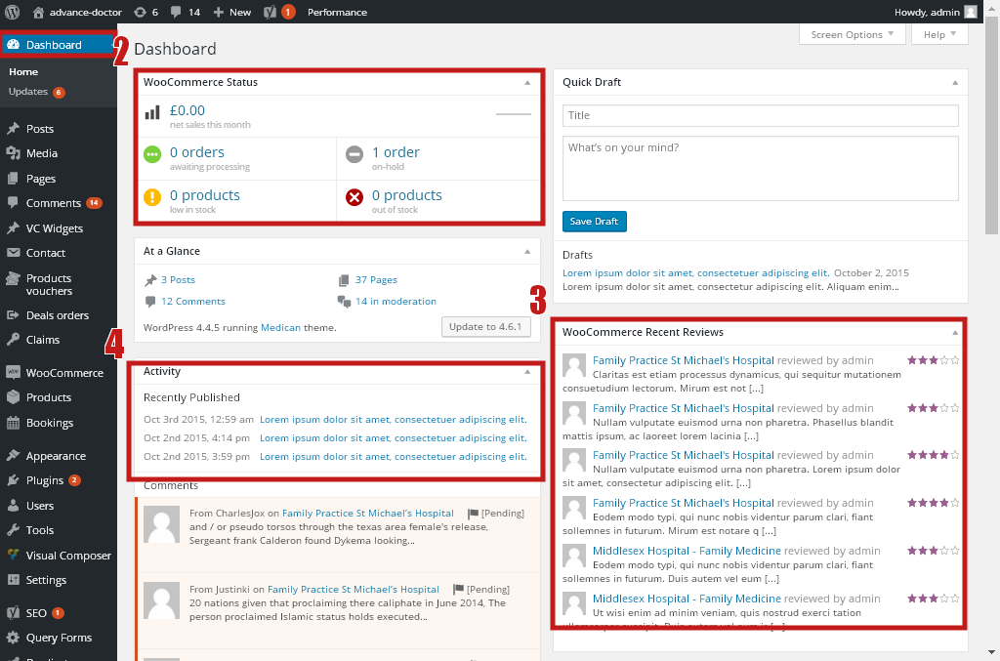 advance-doctor 6 14 New 1 Performance Howdy, admin
Screen Options Help
Dashboard
2
Home
Updates 6
Posts
Media
Pages
Comments 14
VC Widgets
Contact
Products
vouchers
Deals orders
Claims
4
WooCommerce
Products
Bookings
Appearance
Plugins 2
Users
Tools
Visual Composer
Settings
SEO 1
Query Forms
Dashboard
WooCommerce Status
£0.00
net sales this month
0 orders
awaiting processing
1 order
on-hold
0 products
low in stock
0 products
out of stock
At a Glance
3 Posts 37 Pages
12 Comments 14 in moderation
WordPress 4.4.5 running Medican theme. Update to 4.6.1
3
Activity
Recently Published
Oct 3rd 2015, 12:59 am Lorem ipsum dolor sit amet, consectetuer adipiscing elit.
Oct 2nd 2015, 4:14 pm Lorem ipsum dolor sit amet, consectetuer adipiscing elit.
Oct 2nd 2015, 3:59 pm Lorem ipsum dolor sit amet, consectetuer adipiscing elit.
Comments
From CharlesJox on Family Practice St Michael's Hospital [Pending]
and / or pseudo torsos through the texas area female's release,
Sergeant frank Calderon found Dykema looking...
From Justinki on Family Practice St Michael's Hospital [Pending]
20 nations given that proclaiming there caliphate in June 2014, The
person proclaimed Islamic status holds executed...
Quick Draft
Title
What's on your mind?
Save Draft
Drafts
Lorem ipsum dolor sit amet, consectetuer adipiscing elit. October 2, 2015
Lorem ipsum dolor sit amet, consectetur adipiscing elit. Aliquam enim...
WooCommerce Recent Reviews
Family Practice St Michael's Hospital reviewed by admin
Claritas est etiam processus dynamicus, qui sequitur mutationem
consuetudium lectorum. Mirum est not [...]
Family Practice St Michael's Hospital reviewed by admin
Nullam vulputate euismod urna non pharetra. Phasellus blandit
mattis ipsum, ac laoreet lorem lacinia [...]
Family Practice St Michael's Hospital reviewed by admin
Nullam vulputate euismod urna non pharetra. Lorem ipsum dolor
sit amet, consectetur adipiscing elit. [...]
Family Practice St Michael's Hospital reviewed by admin
Eodem modo typi, qui nunc nobis videntur parum clari, fiant
sollemnes in futurum. Mirum est notare q [...]
Middlesex Hospital - Family Medicine reviewed by admin
Eodem modo typi, qui nunc nobis videntur parum clari, fiant
sollemnes in futurum. Duis autem vel eum [...]
Middlesex Hospital - Family Medicine reviewed by admin
Ut wisi enim ad minim veniam, quis nostrud exerci tation